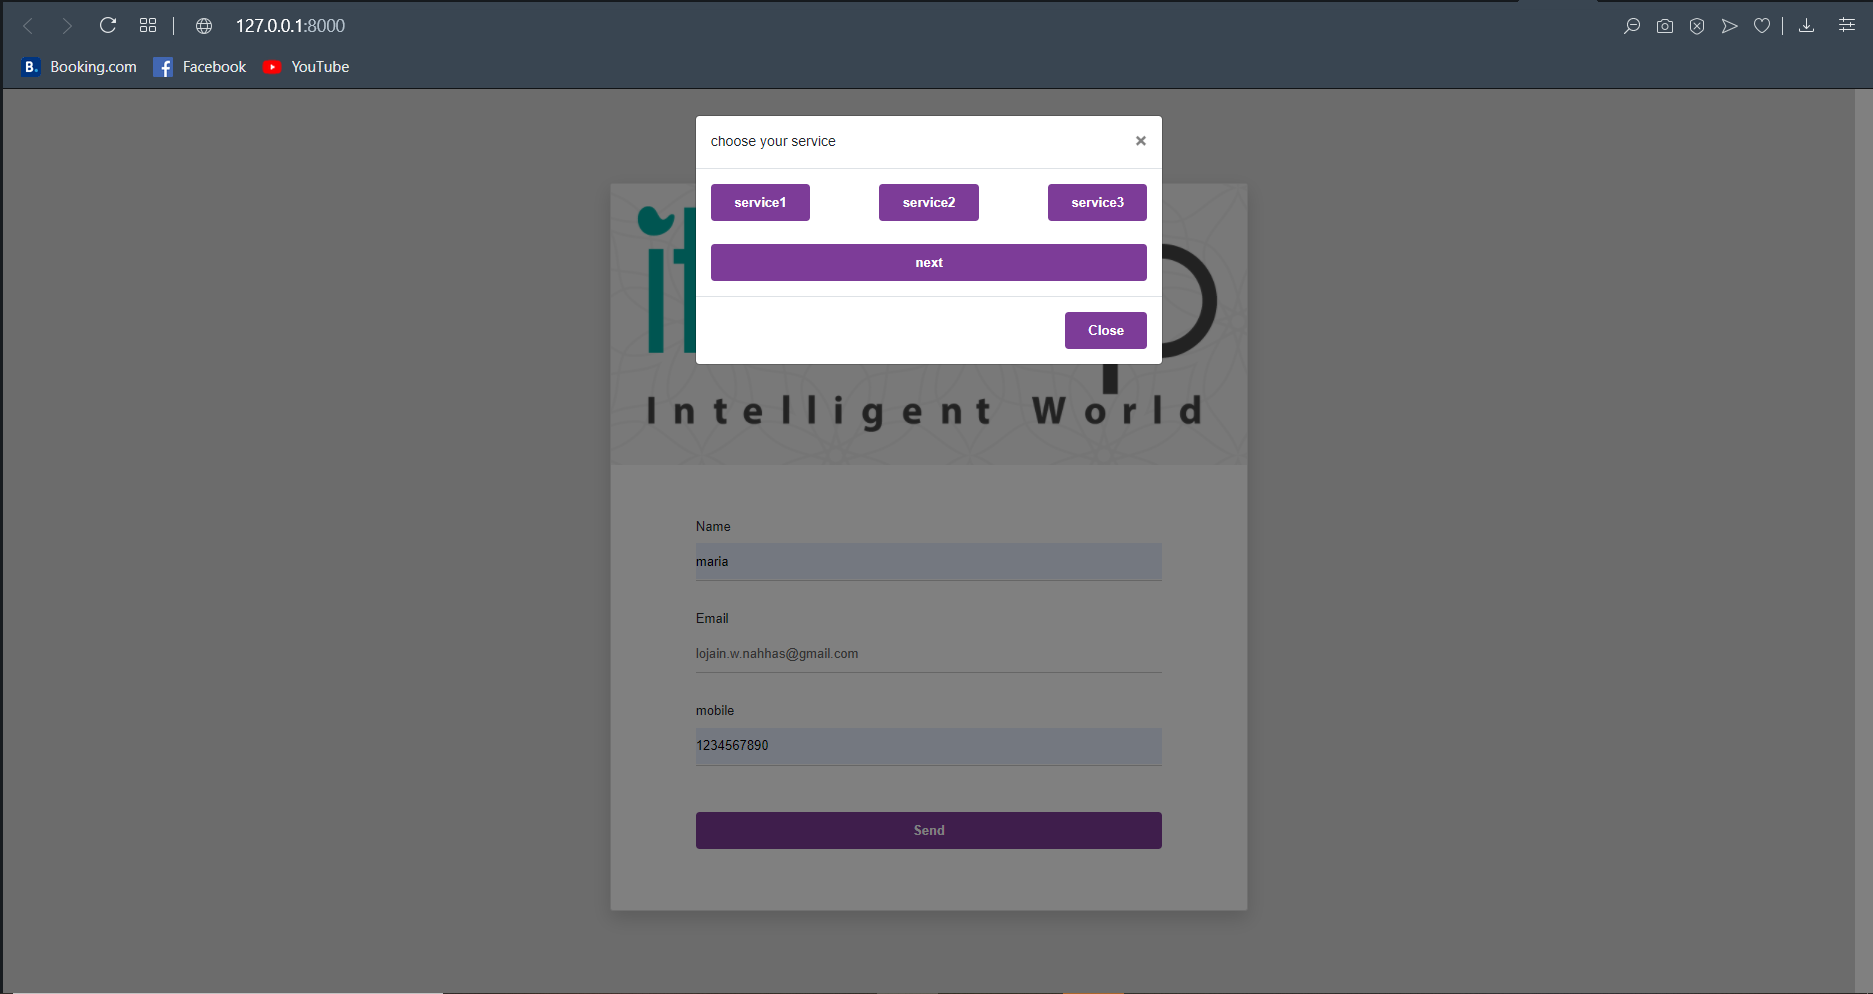 127.0.0.1:8000
B. Booking.com Facebook YouTube
choose your service ×
service1 service2 service3
next
Close
Intelligent World
Name
maria
Email
lojain.w.nahhas@gmail.com
mobile
1234567890
Send